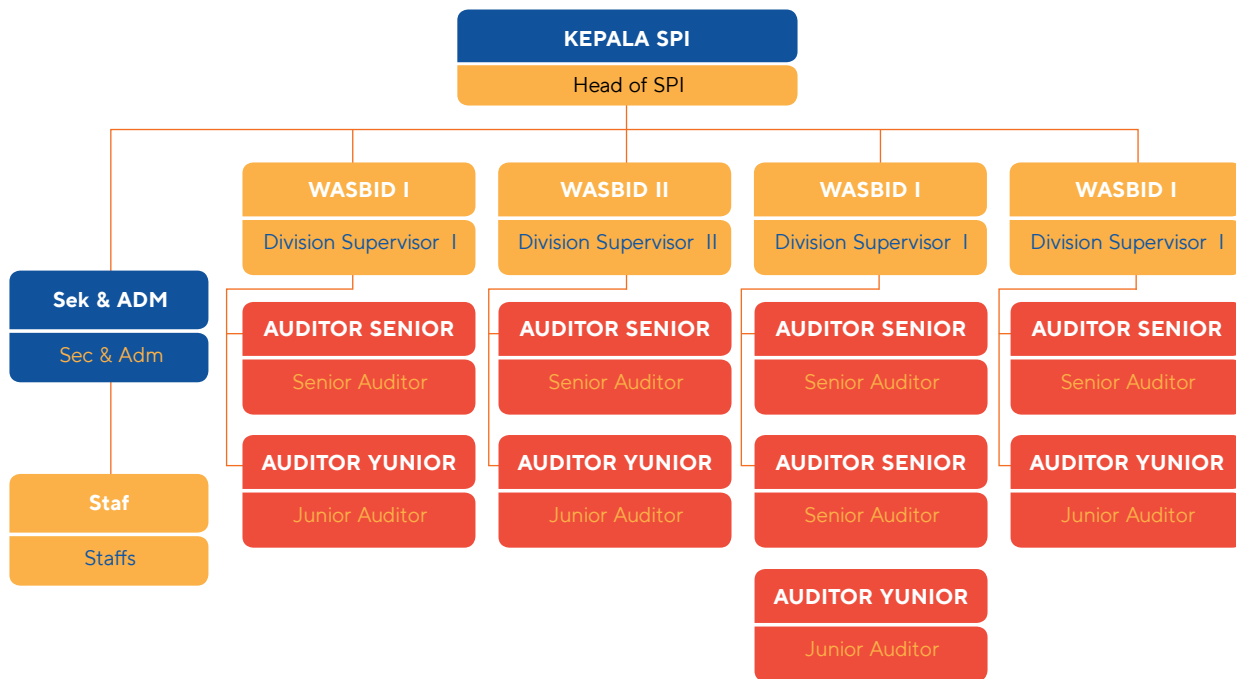 KEPALA SPI
Head of SPI
WASBID I
Division Supervisor I
WASBID II
Division Supervisor II
WASBID I
Division Supervisor I
WASBID I
Division Supervisor I
Sek & ADM
Sec & Adm
Staf
Staffs
AUDITOR SENIOR
Senior Auditor
AUDITOR YUNIOR
Junior Auditor
AUDITOR SENIOR
Senior Auditor
AUDITOR YUNIOR
Junior Auditor
AUDITOR SENIOR
Senior Auditor
AUDITOR SENIOR
Senior Auditor
AUDITOR YUNIOR
Junior Auditor
AUDITOR SENIOR
Senior Auditor
AUDITOR YUNIOR
Junior Auditor